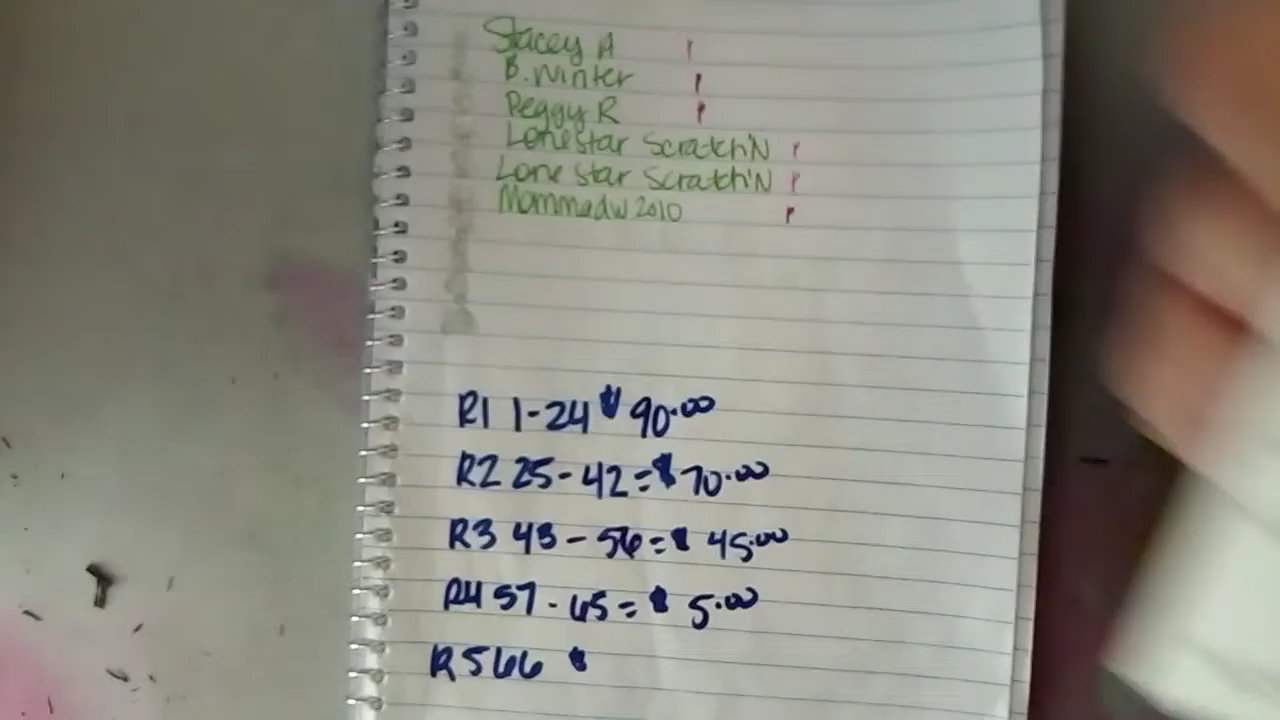 Stacey A P
B. Winter P
Peggy R P
Lonestar Scratch'N P
Lone star Scratch'N P
Mommadw2010 P
R1 1-24 $ 90.00
R2 25-42=$ 70.00
R3 43-56=$ 45.00
R4 57-65=$ 5.00
R5 66 $